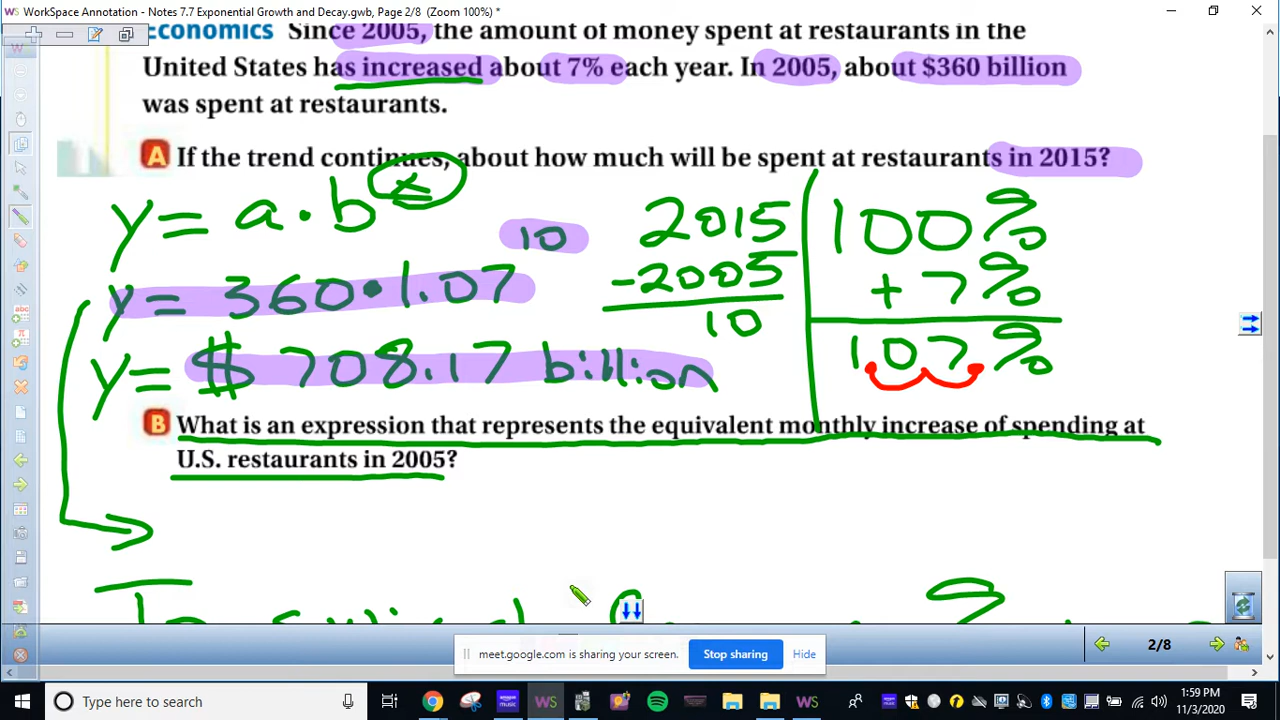 WorkSpace Annotation - Notes 7.7 Exponential Growth and Decay.gwb, Page 2/8 (Zoom 100%) *
Economics Since 2005, the amount of money spent at restaurants in the
United States has increased about 7% each year. In 2005, about $360 billion
was spent at restaurants.
A If the trend continues, about how much will be spent at restaurants in 2015?
y = a · b^x
y = 360 · 1.07^10
y = $ 708.17 billion
2015
-2005
10
100%
+ 7%
107%
B What is an expression that represents the equivalent monthly increase of spending at
U.S. restaurants in 2005?
meet.google.com is sharing your screen.
Stop sharing
Hide
2/8
Type here to search
1:59 PM
11/3/2020